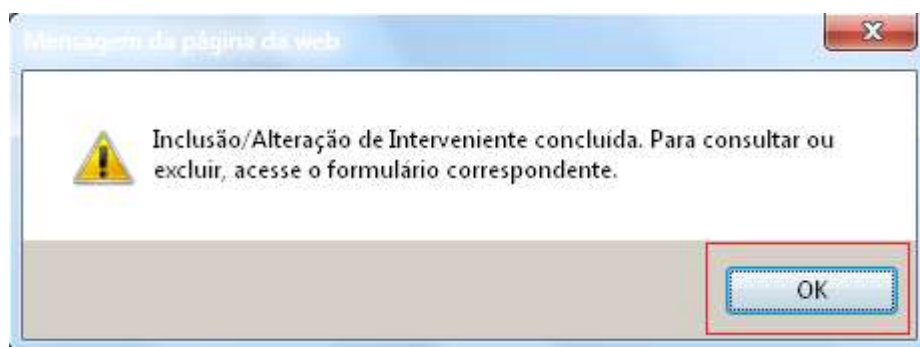 Mensagem da página da web
Inclusão/Alteração de Interveniente concluída. Para consultar ou
excluir, acesse o formulário correspondente.
OK